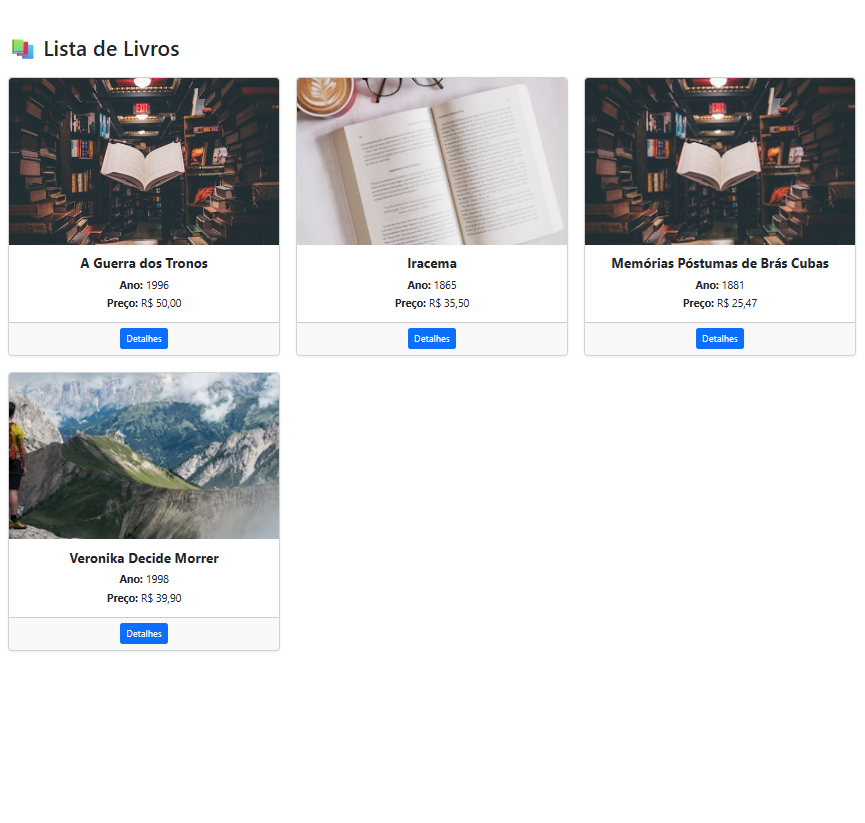 Lista de Livros
EXIT
EXIT
A Guerra dos Tronos
Ano: 1996
Preço: R$ 50,00
Detalhes
Iracema
Ano: 1865
Preço: R$ 35,50
Detalhes
Memórias Póstumas de Brás Cubas
Ano: 1881
Preço: R$ 25,47
Detalhes
Veronika Decide Morrer
Ano: 1998
Preço: R$ 39,90
Detalhes